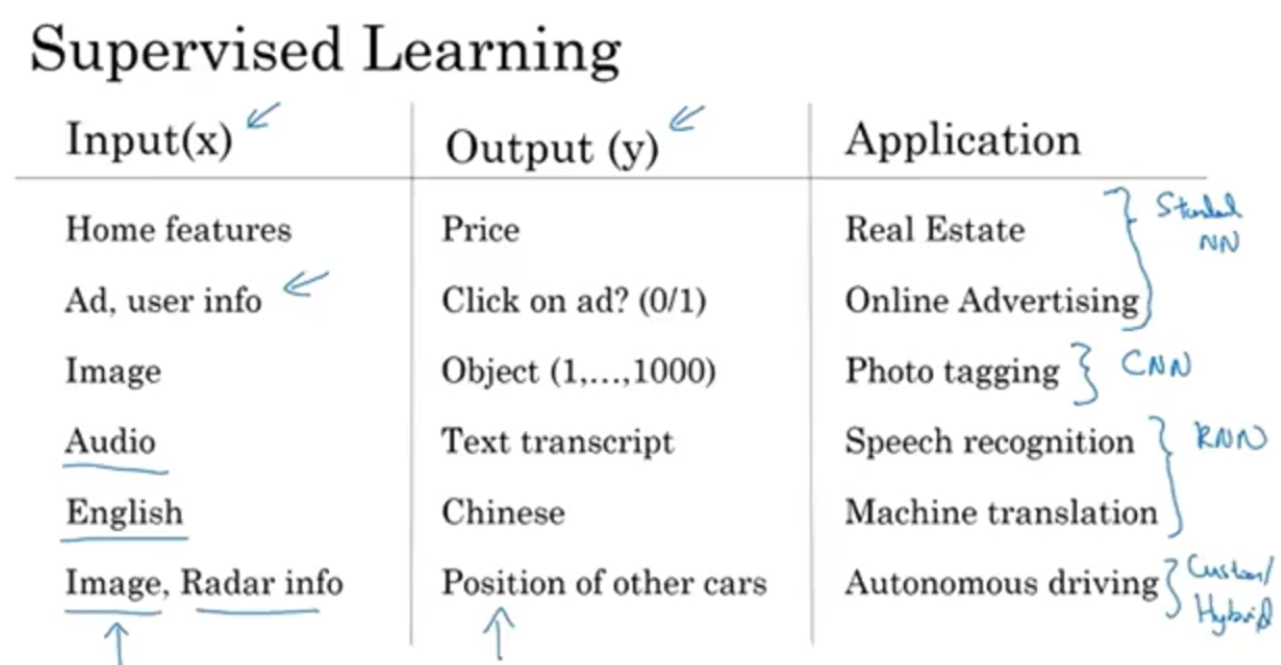 Supervised Learning
Input(x) Output (y) Application
Home features Price Real Estate Standard NN
Ad, user info Click on ad? (0/1) Online Advertising
Image Object (1,...,1000) Photo tagging CNN
Audio Text transcript Speech recognition RNN
English Chinese Machine translation
Image, Radar info Position of other cars Autonomous driving Custom/ Hybrid